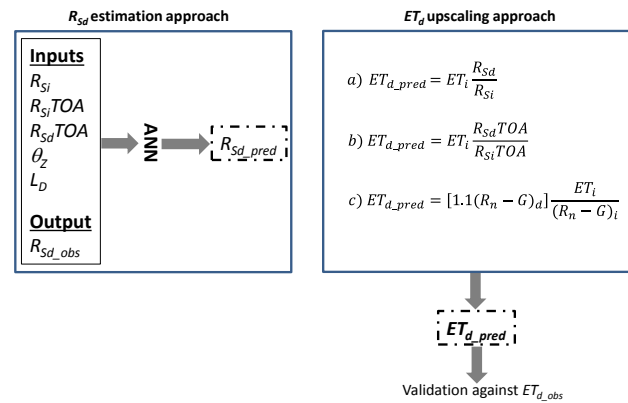 R_Sd estimation approach
Inputs
R_Si
R_SiTOA
R_SdTOA
θ_Z
L_D
Output
R_Sd_obs
ANN
R_Sd_pred
ET_d upscaling approach
a) ET_d_pred = ET_i R_Sd / R_Si
b) ET_d_pred = ET_i R_SdTOA / R_SiTOA
c) ET_d_pred = [1.1(R_n − G)_d] ET_i / (R_n − G)_i
ET_d_pred
Validation against ET_d_obs